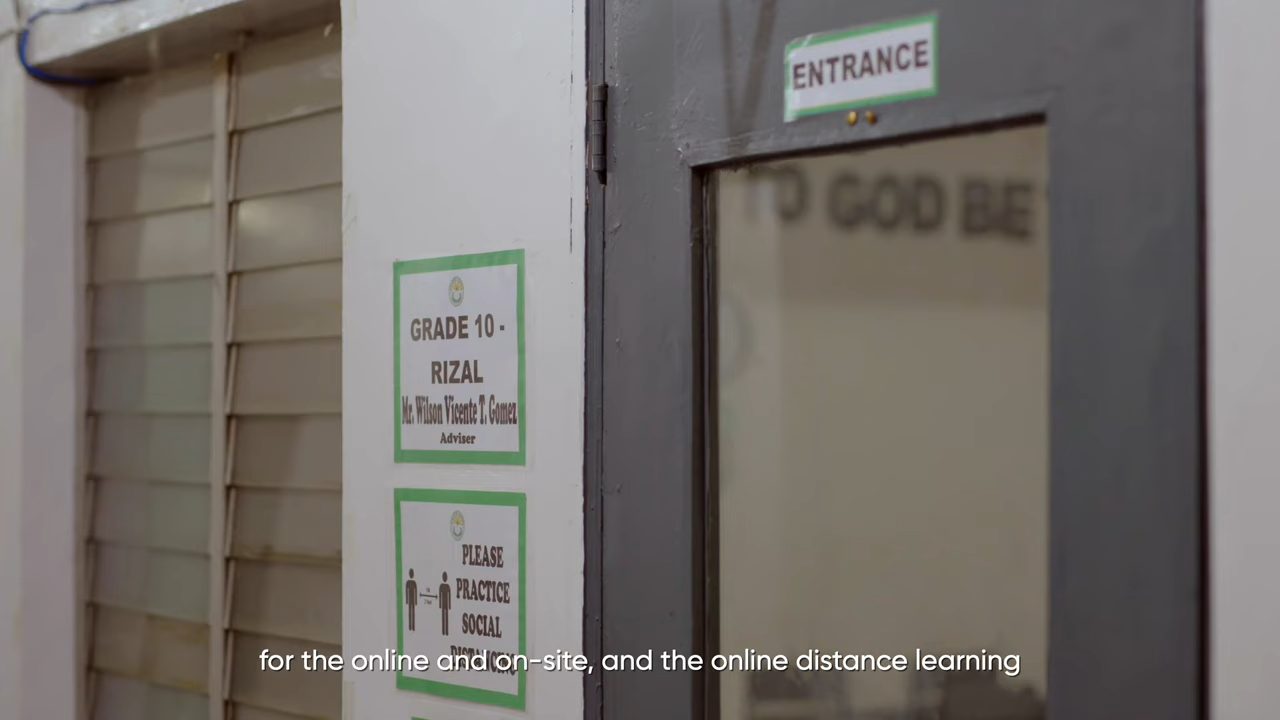 ENTRANCE
TO GOD BE
GRADE 10 -
RIZAL
Mr. Wilson Vicente T. Gomez
Adviser
PLEASE
PRACTICE
SOCIAL
DISTANCING
for the online and on-site, and the online distance learning